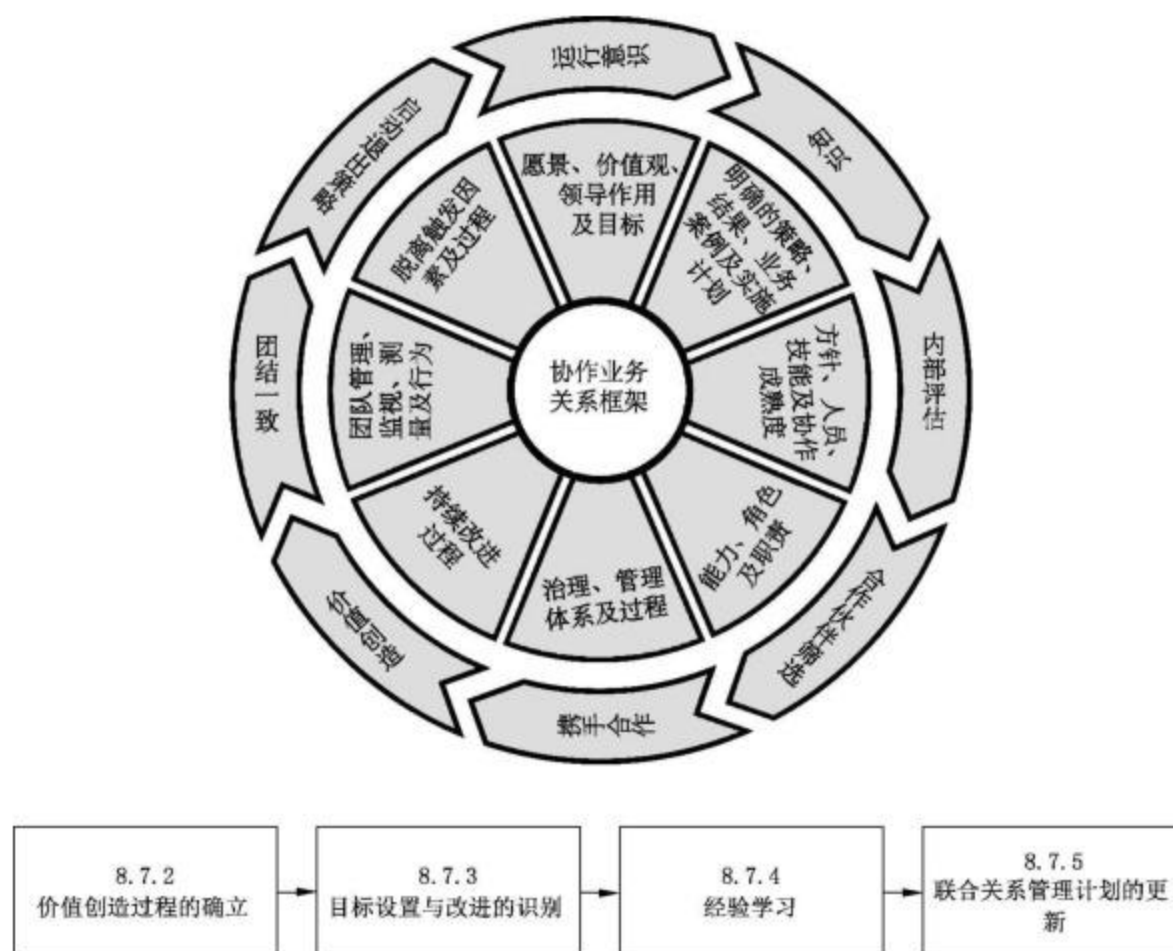 运行意识
知识
内部评估
合作伙伴筛选
携手合作
价值创造
团结一致
启动退出策略
愿景、价值观、
领导作用
及目标
明确的策略、
结果、业务
案例及实施
计划
方针、人员、
技能及协作
成熟度
能力、角色
及职责
治理、管理
体系及过程
持续改进
过程
团队管理、
监视、测
量及行为
脱离触发因
素及过程
协作业务
关系框架
8.7.2
价值创造过程的确立
8.7.3
目标设置与改进的识别
8.7.4
经验学习
8.7.5
联合关系管理计划的更
新